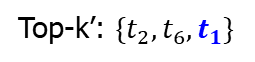 Top-k′: {t₂, t₆, t₁}